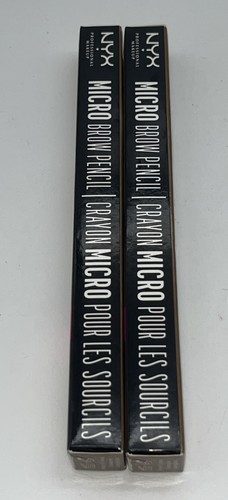 NYX
PROFESSIONAL
MAKEUP
MICRO BROW PENCIL | CRAYON MICRO POUR LES SOURCILS
NYX
PROFESSIONAL
MAKEUP
MICRO BROW PENCIL | CRAYON MICRO POUR LES SOURCILS